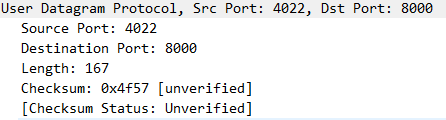 User Datagram Protocol, Src Port: 4022, Dst Port: 8000
Source Port: 4022
Destination Port: 8000
Length: 167
Checksum: 0x4f57 [unverified]
[Checksum Status: Unverified]